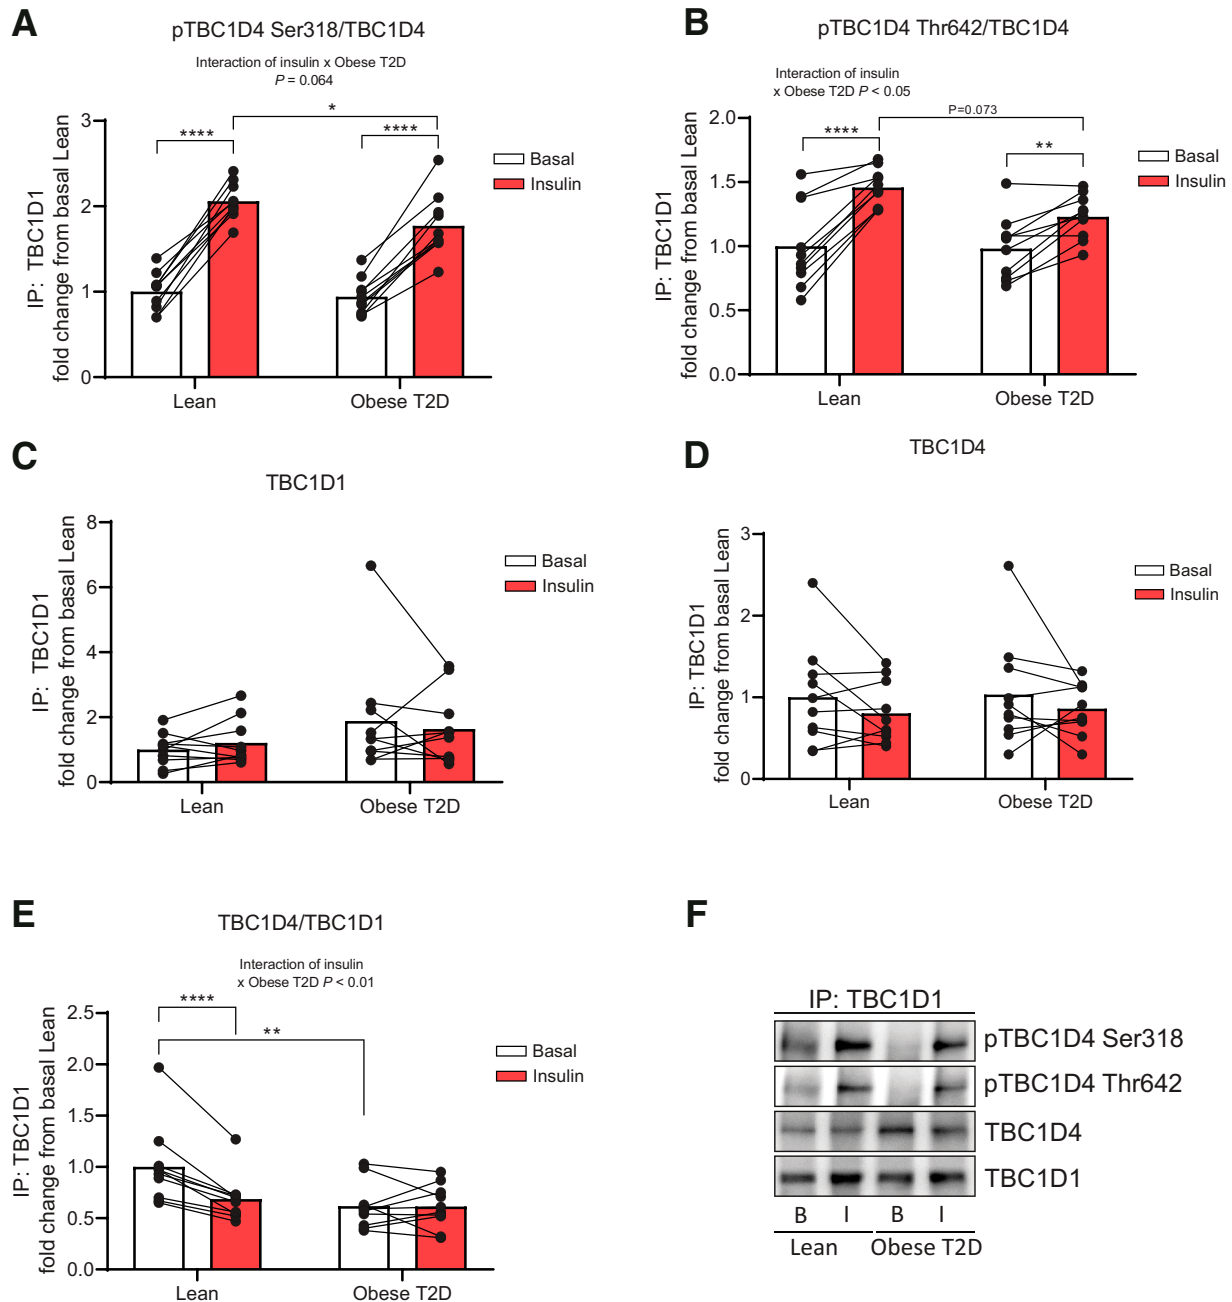 A
pTBC1D4 Ser318/TBC1D4
Interaction of insulin x Obese T2D
P = 0.064
*
****
****
IP: TBC1D1
fold change from basal Lean
3
2
1
0
Lean
Obese T2D
Basal
Insulin
B
pTBC1D4 Thr642/TBC1D4
Interaction of insulin
x Obese T2D P < 0.05
P=0.073
****
**
IP: TBC1D1
fold change from basal Lean
2.0
1.5
1.0
0.5
0.0
Lean
Obese T2D
Basal
Insulin
C
TBC1D1
IP: TBC1D1
fold change from basal Lean
8
6
4
2
0
Lean
Obese T2D
Basal
Insulin
D
TBC1D4
IP: TBC1D1
fold change from basal Lean
3
2
1
0
Lean
Obese T2D
Basal
Insulin
E
TBC1D4/TBC1D1
Interaction of insulin
x Obese T2D P < 0.01
****
**
IP: TBC1D1
fold change from basal Lean
2.5
2.0
1.5
1.0
0.5
0.0
Lean
Obese T2D
Basal
Insulin
F
IP: TBC1D1
pTBC1D4 Ser318
pTBC1D4 Thr642
TBC1D4
TBC1D1
B I B I
Lean Obese T2D